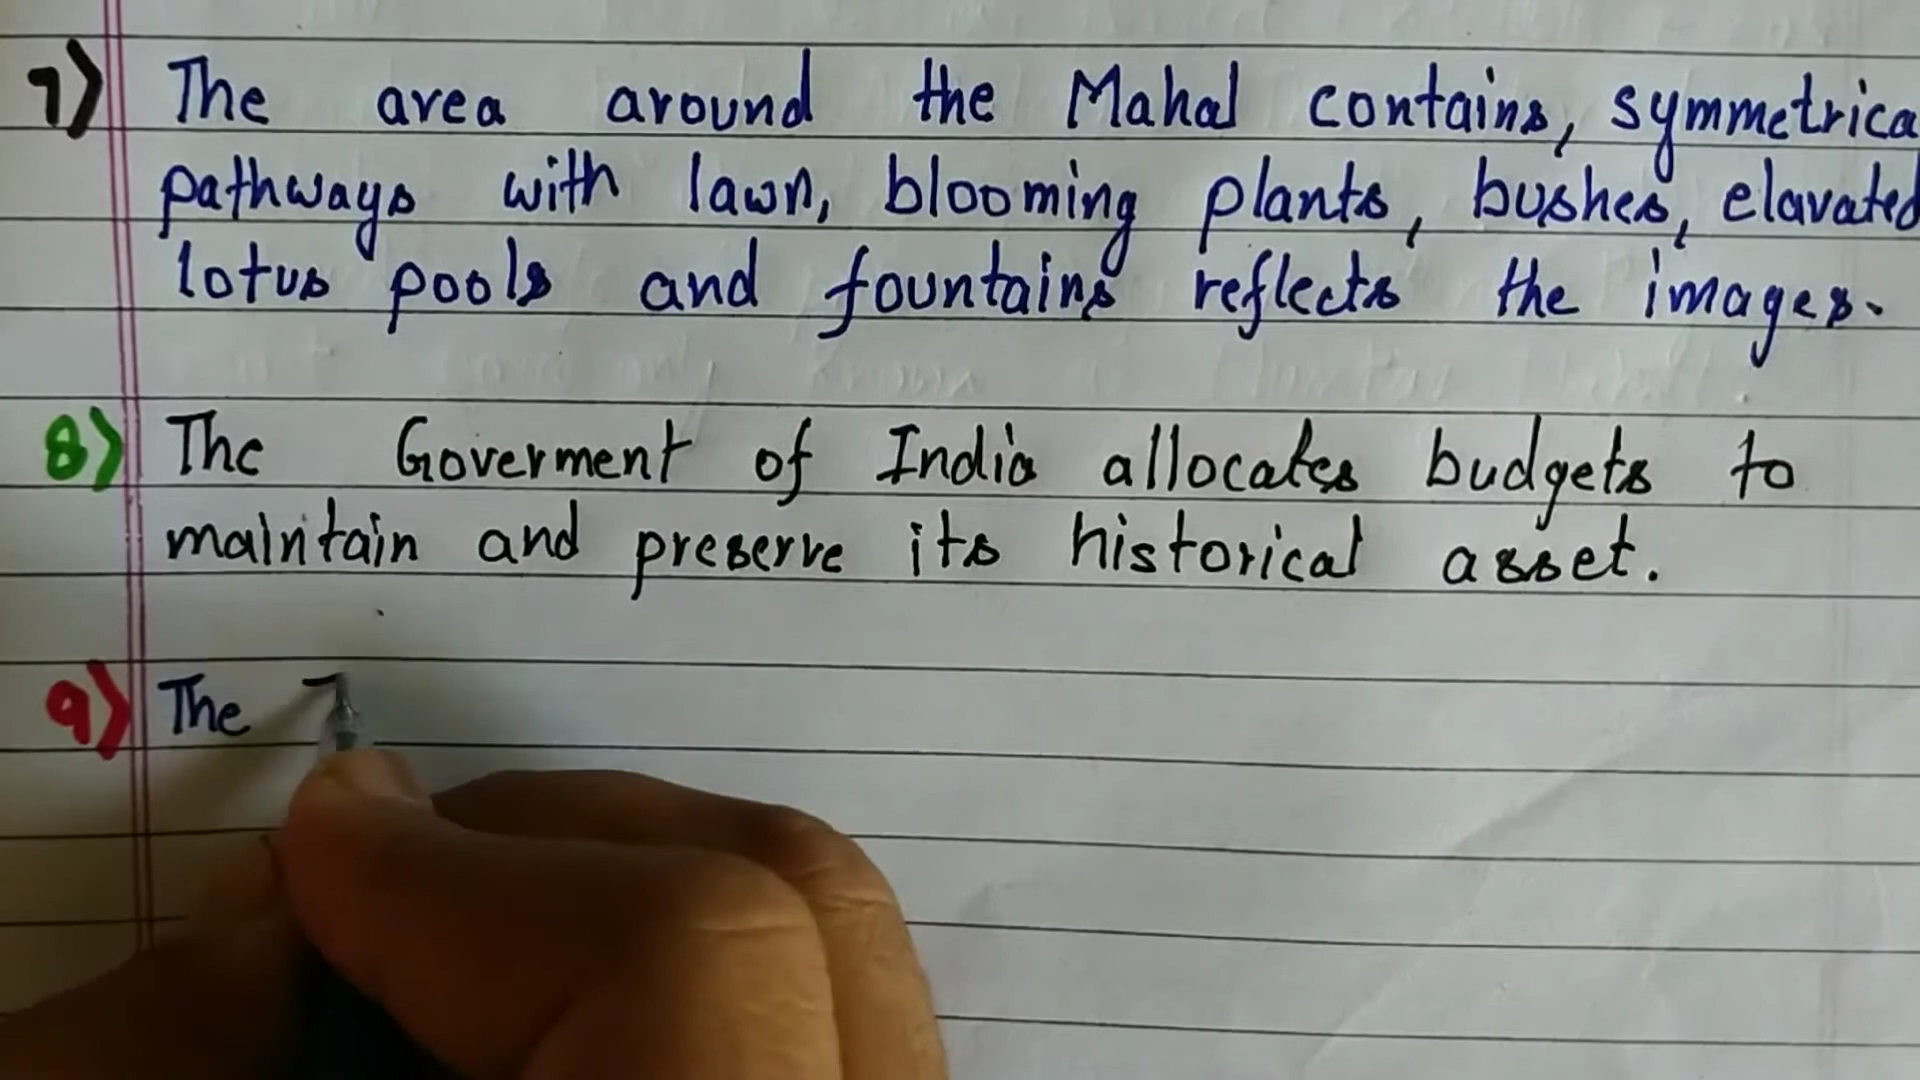 7) The area around the Mahal contains, symmetrica
pathways with lawn, blooming plants, bushes, elavated
lotus pools and fountains reflects the images.
8) The Goverment of India allocates budgets to
maintain and preserve its historical asset.
9) The T